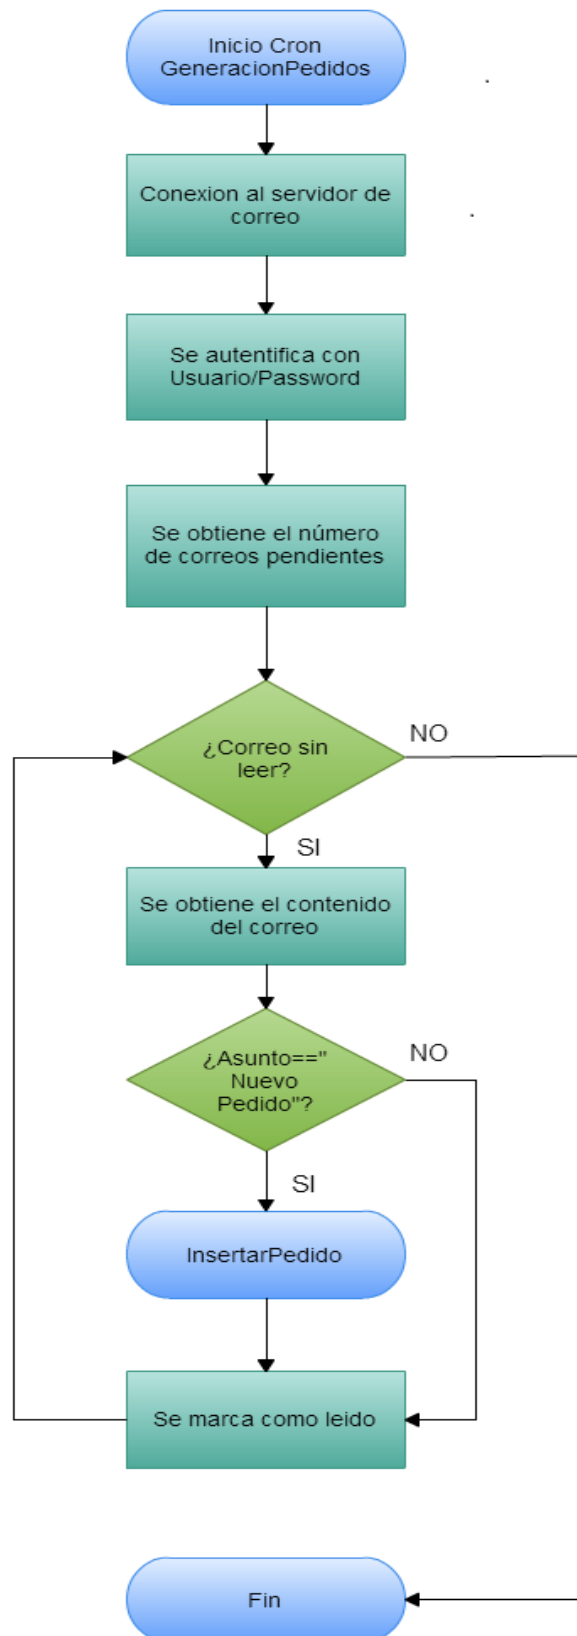 Inicio Cron
GeneracionPedidos
Conexion al servidor de
correo
Se autentifica con
Usuario/Password
Se obtiene el número
de correos pendientes
¿Correo sin
leer?
NO
SI
Se obtiene el contenido
del correo
¿Asunto=="
Nuevo
Pedido"?
NO
SI
InsertarPedido
Se marca como leido
Fin